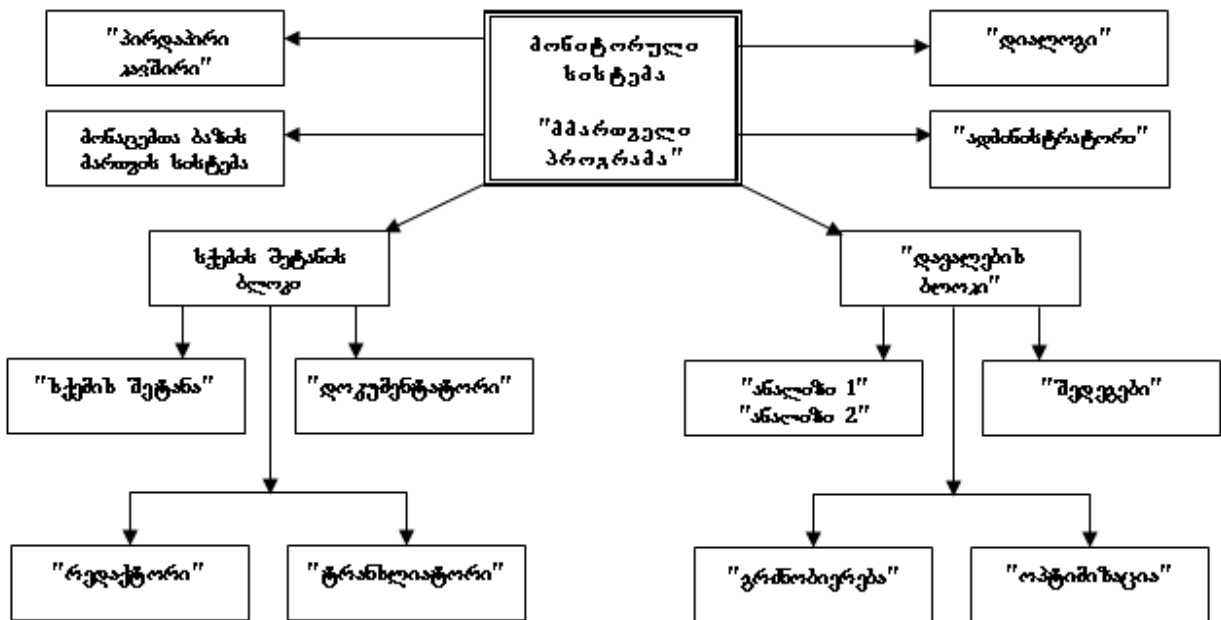 "პირდაპირი
კავშირი"
მონიტორული
სისტემა
"მმართველი
პროგრამა"
"დიალოგი"
მონაცემთა ბაზის
მართვის სისტემა
"ადმინისტრატორი"
სქემის შეტანის
ბლოკი
"დავალების
ბლოკი"
"სქემის შეტანა"
"დოკუმენტატორი"
"ანალიზი 1"
"ანალიზი 2"
"შედეგები"
"რედაქტორი"
"ტრანსლიატორი"
"გრძნობიერება"
"ოპტიმიზაცია"